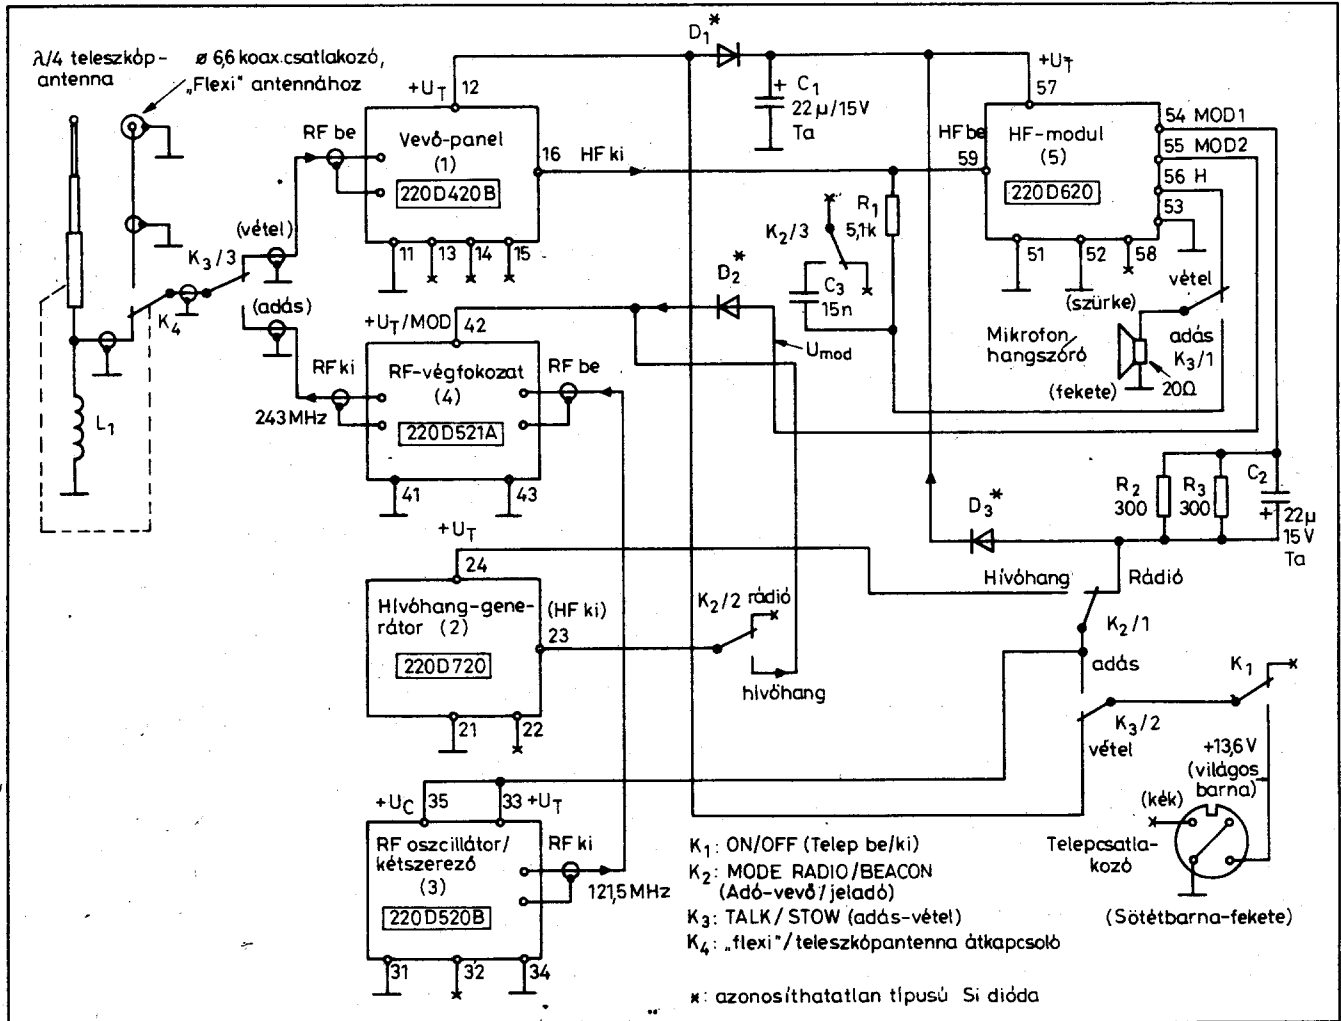 λ/4 teleszkóp-
antenna
ø 6,6 koax.csatlakozó,
„Flexi" antennához
K₄
K₃/3
(vétel)
(adás)
L₁
RF be
+U_T
12
Vevő-panel
(1)
220D420B
16
HF ki
11
13
14
15
+U_T/MOD
42
RF ki
243 MHz
RF-végfokozat
(4)
220D521A
RF be
41
43
+U_T
24
Hívóhang-gene-
rátor (2)
220D720
(HF ki)
23
21
22
K₂/2
rádió
hívóhang
+U_C
35
33
+U_T
RF oszcillátor/
kétszerező
(3)
220D520B
RF ki
121,5 MHz
31
32
34
D₁*
+
C₁
22µ/15V
Ta
D₂*
U_mod
K₂/3
C₃
15n
R₁
5,1k
+U_T
57
HF be
59
HF-modul
(5)
220D620
54 MOD1
55 MOD2
56 H
53
51
52
58
(szürke)
Mikrofon/
hangszóró
(fekete)
20Ω
vétel
adás
K₃/1
D₃*
R₂
300
R₃
300
C₂
+
22µ
15V
Ta
Hívóhang
Rádió
K₂/1
adás
K₃/2
vétel
K₁
+13,6 V
(világos
barna)
(kék)
Telepcsatla-
kozó
(Sötétbarna-fekete)
K₁: ON/OFF (Telep be/ki)
K₂: MODE RADIO/BEACON
(Adó-vevő/jeladó)
K₃: TALK/STOW (adás-vétel)
K₄: „flexi"/teleszkópantenna átkapcsoló
*: azonosíthatatlan típusú Si dióda